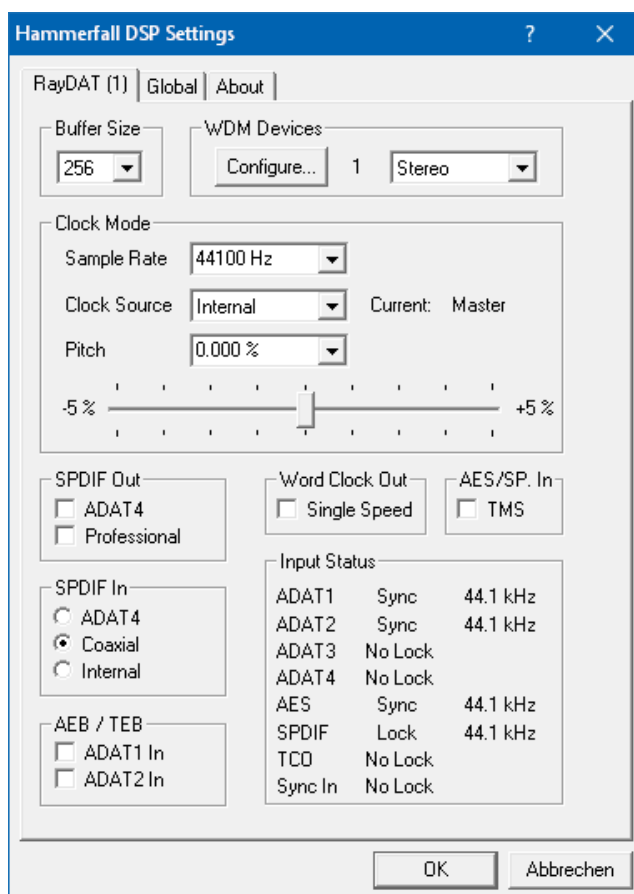 Hammerfall DSP Settings ?
RayDAT (1) Global About
Buffer Size WDM Devices
256 Configure... 1 Stereo
Clock Mode
Sample Rate 44100 Hz
Clock Source Internal Current: Master
Pitch 0.000 %
-5 % +5 %
SPDIF Out
ADAT4
Professional
Word Clock Out
Single Speed
AES/SP. In
TMS
SPDIF In
ADAT4
Coaxial
Internal
AEB / TEB
ADAT1 In
ADAT2 In
Input Status
ADAT1 Sync 44.1 kHz
ADAT2 Sync 44.1 kHz
ADAT3 No Lock
ADAT4 No Lock
AES Sync 44.1 kHz
SPDIF Lock 44.1 kHz
TCO No Lock
Sync In No Lock
OK Abbrechen